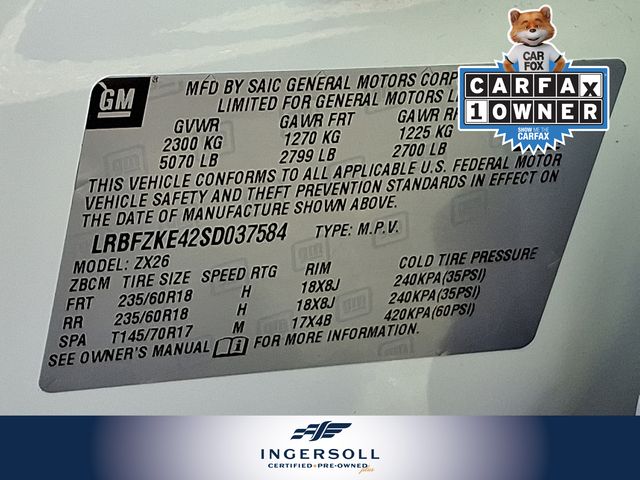 GM
MFD BY SAIC GENERAL MOTORS CORP
LIMITED FOR GENERAL MOTORS L
GVWR GAWR FRT GAWR R
2300 KG 1270 KG 1225 KG
5070 LB 2799 LB 2700 LB
THIS VEHICLE CONFORMS TO ALL APPLICABLE U.S. FEDERAL MOTOR
VEHICLE SAFETY AND THEFT PREVENTION STANDARDS IN EFFECT ON
THE DATE OF MANUFACTURE SHOWN ABOVE.
LRBFZKE42SD037584 TYPE: M.P.V.
MODEL: ZX26
ZBCM TIRE SIZE SPEED RTG RIM COLD TIRE PRESSURE
FRT 235/60R18 H 18X8J 240KPA(35PSI)
RR 235/60R18 H 18X8J 240KPA(35PSI)
SPA T145/70R17 M 17X4B 420KPA(60PSI)
SEE OWNER'S MANUAL FOR MORE INFORMATION.
CAR
FOX
CARFAX
1 OWNER
SHOW ME THE
CARFAX
INGERSOLL
CERTIFIED PRE-OWNED plus